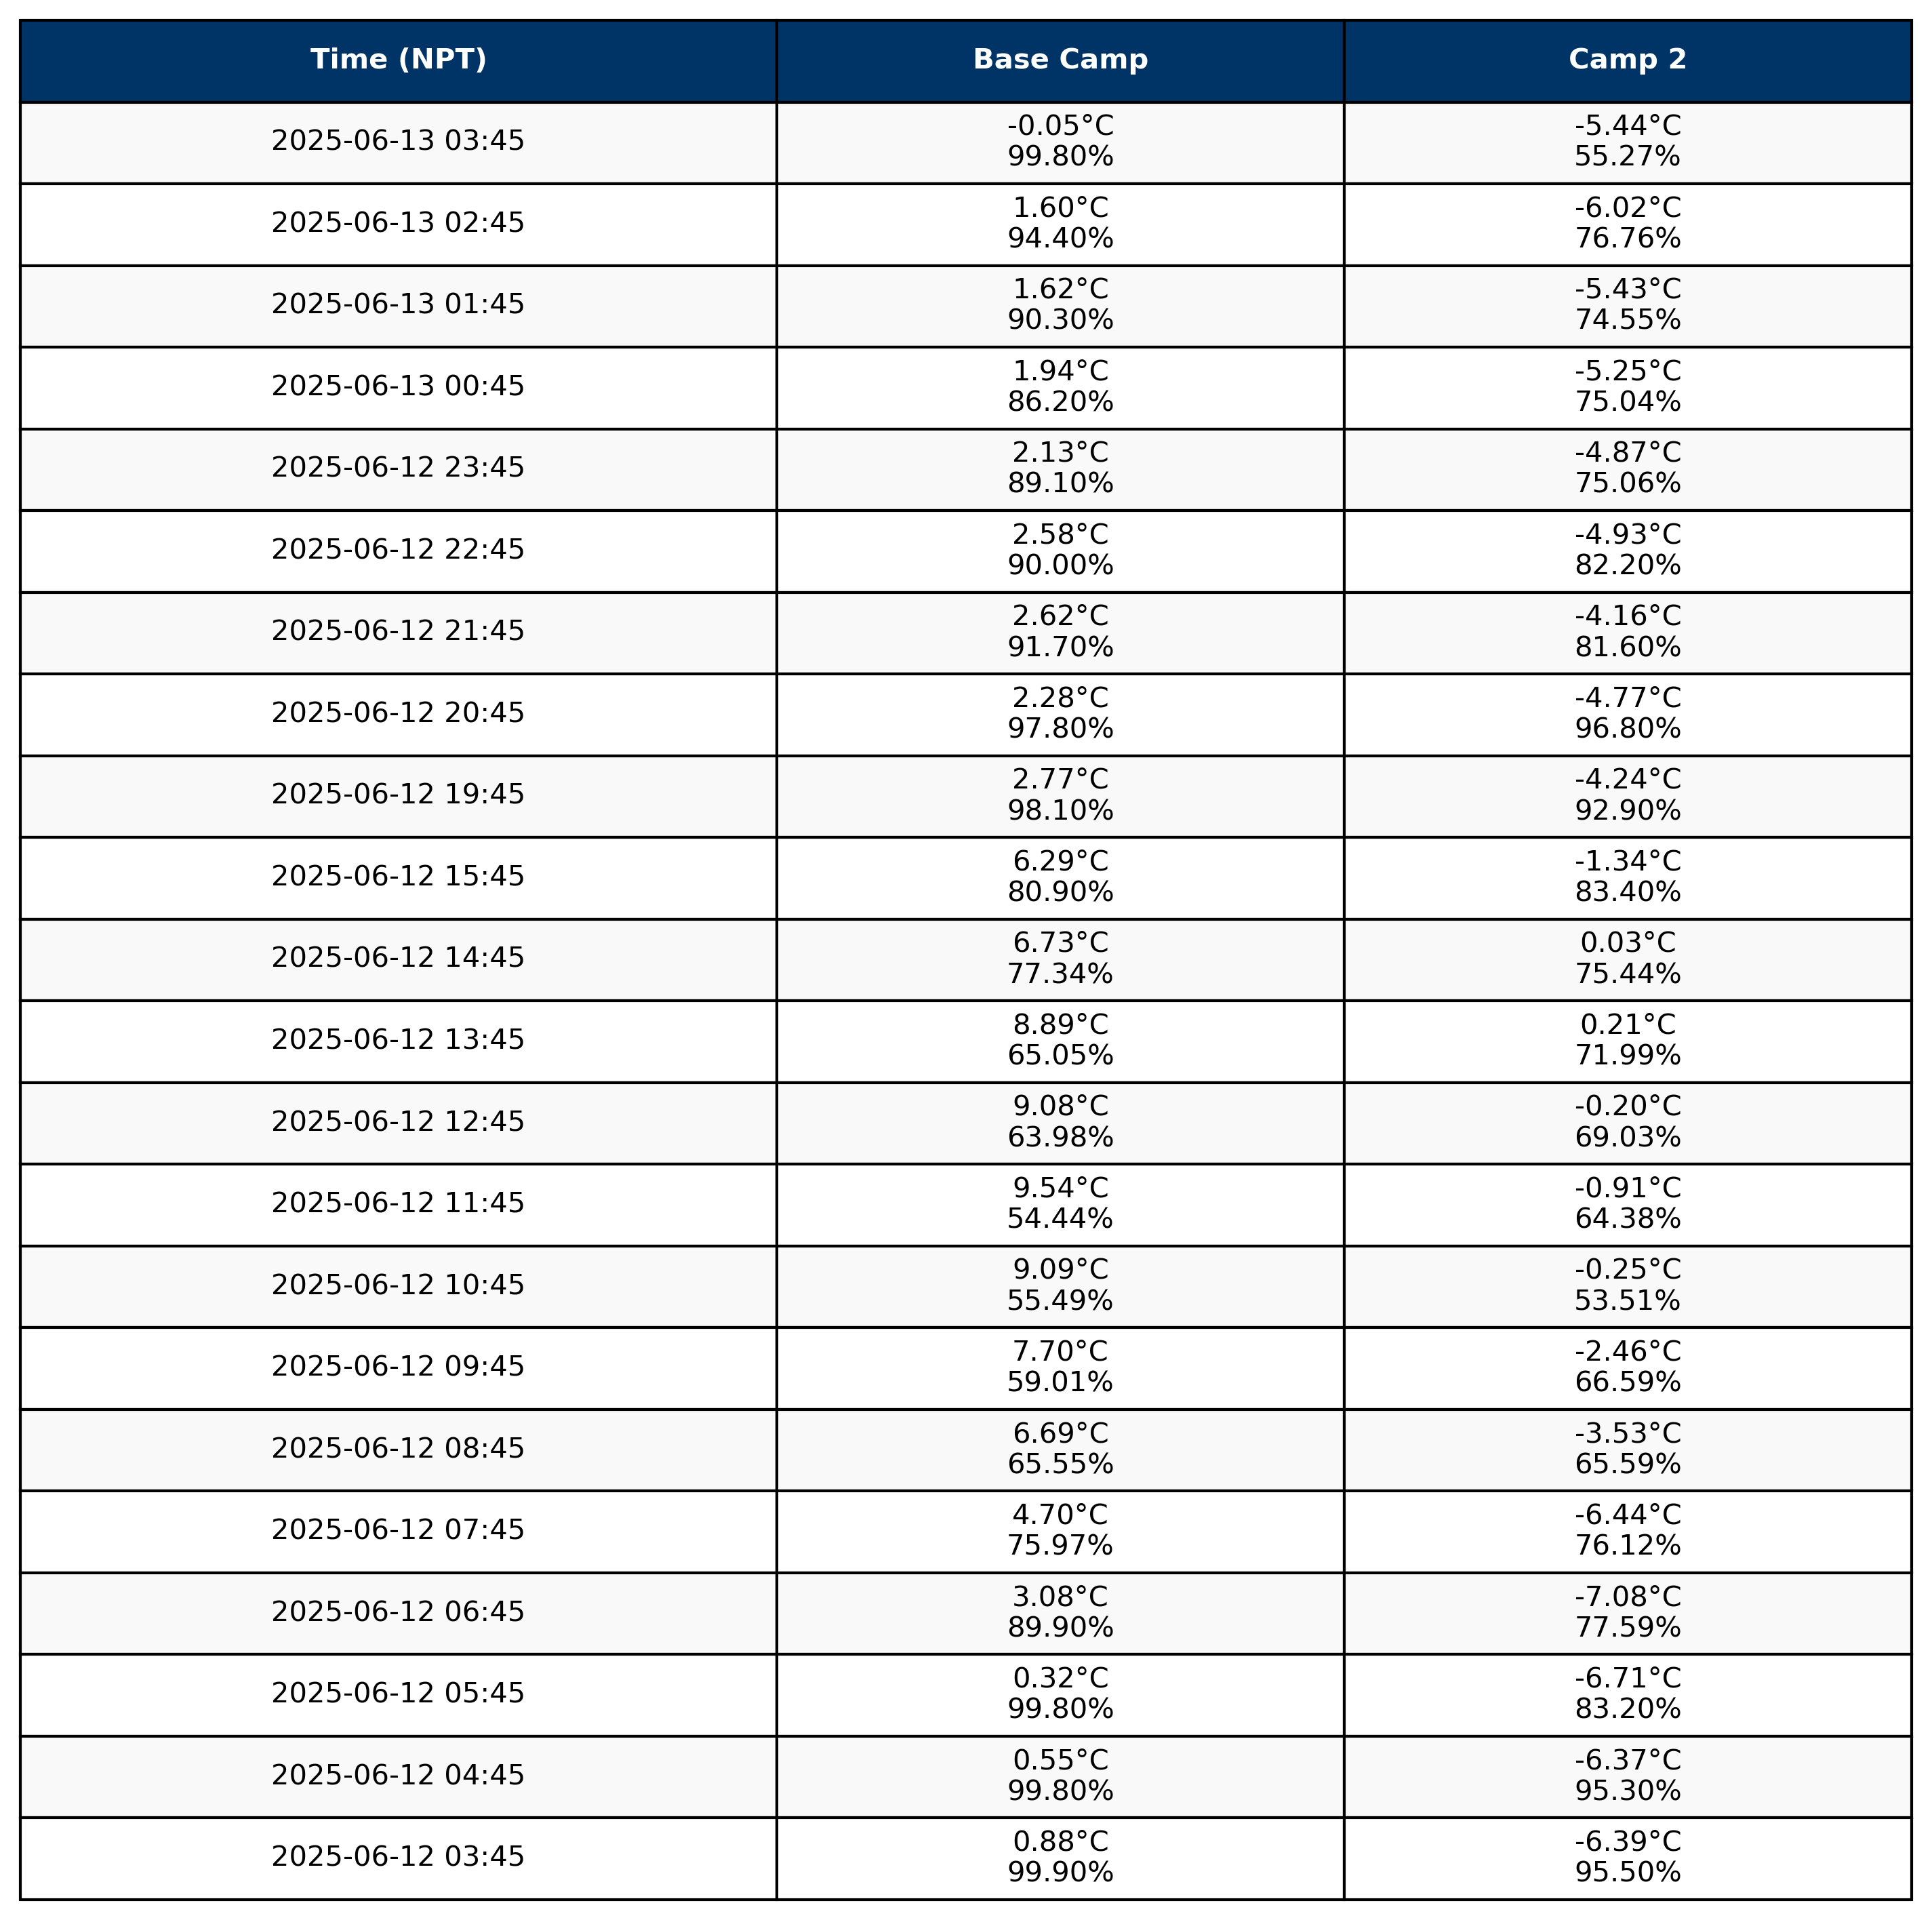 Time (NPT) Base Camp Camp 2
2025-06-13 03:45 -0.05°C -5.44°C
99.80% 55.27%
2025-06-13 02:45 1.60°C -6.02°C
94.40% 76.76%
2025-06-13 01:45 1.62°C -5.43°C
90.30% 74.55%
2025-06-13 00:45 1.94°C -5.25°C
86.20% 75.04%
2025-06-12 23:45 2.13°C -4.87°C
89.10% 75.06%
2025-06-12 22:45 2.58°C -4.93°C
90.00% 82.20%
2025-06-12 21:45 2.62°C -4.16°C
91.70% 81.60%
2025-06-12 20:45 2.28°C -4.77°C
97.80% 96.80%
2025-06-12 19:45 2.77°C -4.24°C
98.10% 92.90%
2025-06-12 15:45 6.29°C -1.34°C
80.90% 83.40%
2025-06-12 14:45 6.73°C 0.03°C
77.34% 75.44%
2025-06-12 13:45 8.89°C 0.21°C
65.05% 71.99%
2025-06-12 12:45 9.08°C -0.20°C
63.98% 69.03%
2025-06-12 11:45 9.54°C -0.91°C
54.44% 64.38%
2025-06-12 10:45 9.09°C -0.25°C
55.49% 53.51%
2025-06-12 09:45 7.70°C -2.46°C
59.01% 66.59%
2025-06-12 08:45 6.69°C -3.53°C
65.55% 65.59%
2025-06-12 07:45 4.70°C -6.44°C
75.97% 76.12%
2025-06-12 06:45 3.08°C -7.08°C
89.90% 77.59%
2025-06-12 05:45 0.32°C -6.71°C
99.80% 83.20%
2025-06-12 04:45 0.55°C -6.37°C
99.80% 95.30%
2025-06-12 03:45 0.88°C -6.39°C
99.90% 95.50%